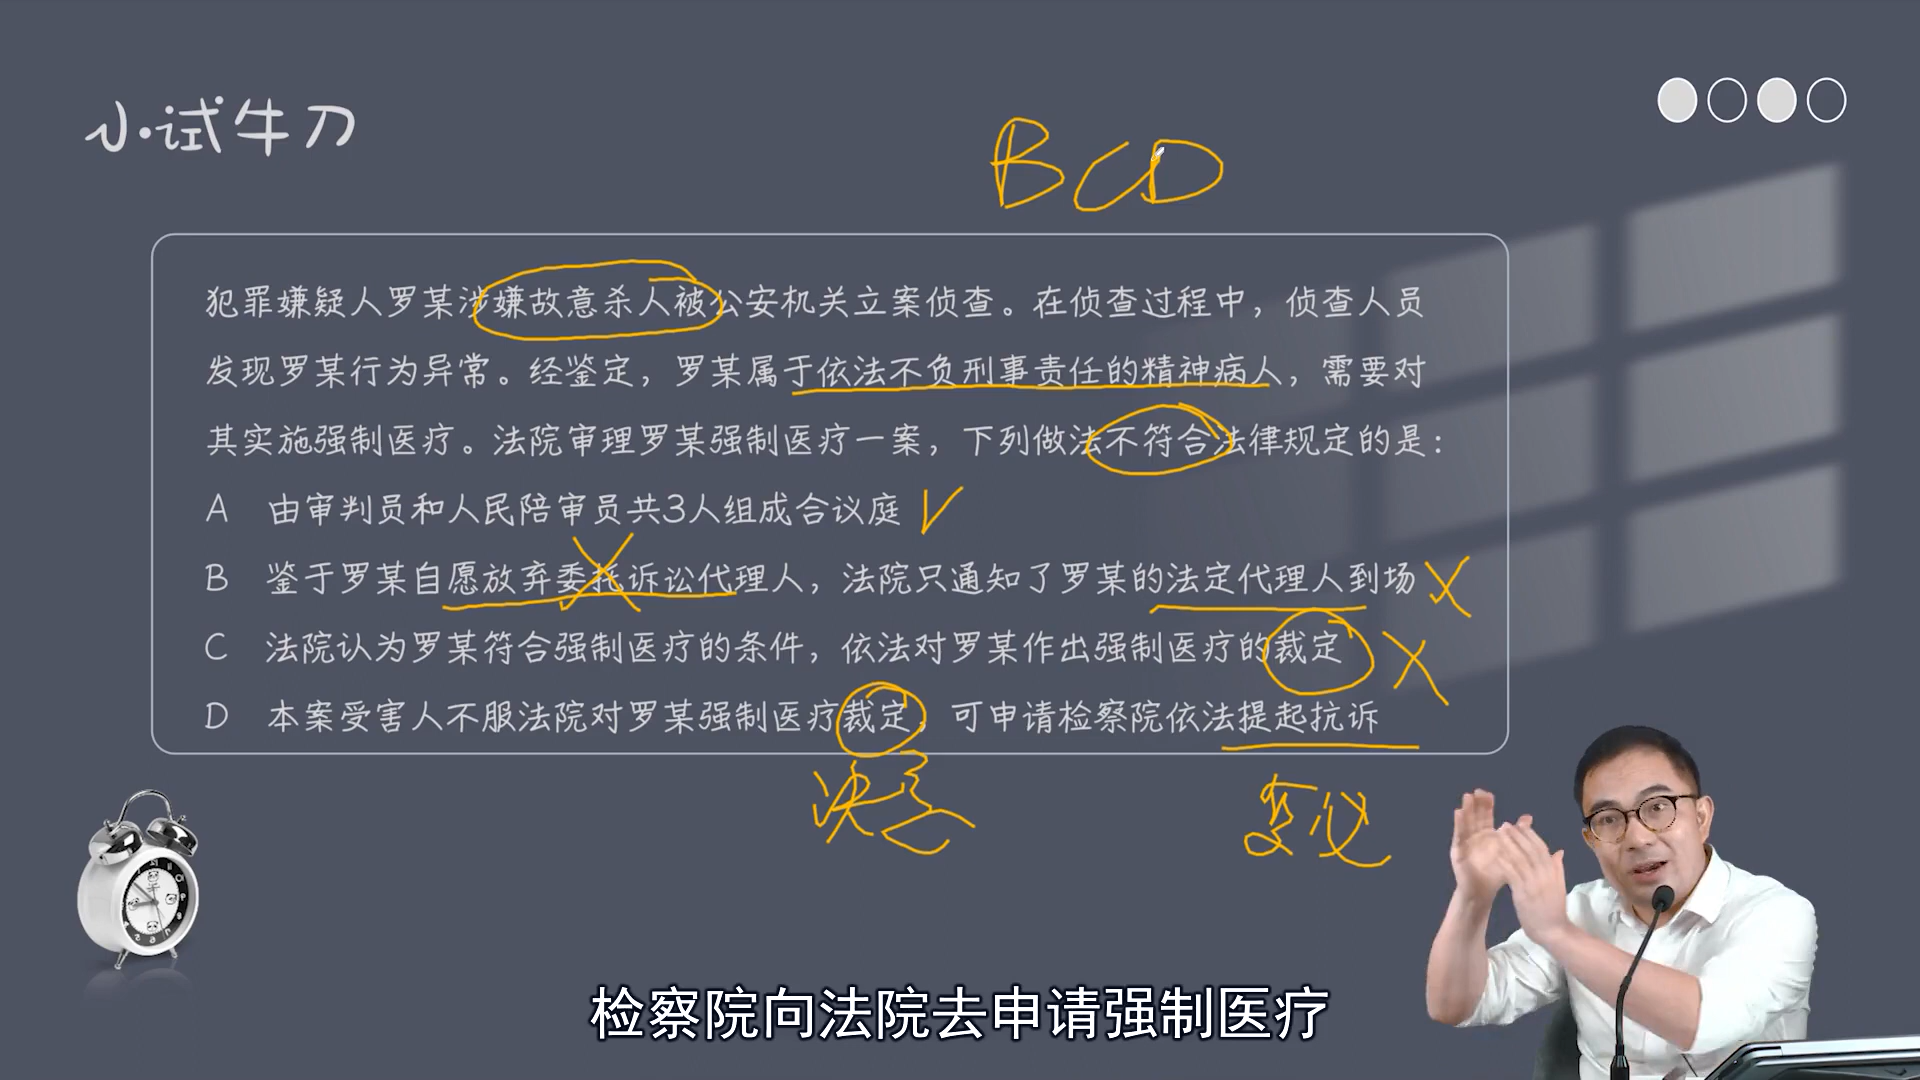 小试牛刀
BCD
犯罪嫌疑人罗某涉嫌故意杀人被公安机关立案侦查。在侦查过程中，侦查人员
发现罗某行为异常。经鉴定，罗某属于依法不负刑事责任的精神病人，需要对
其实施强制医疗。法院审理罗某强制医疗一案，下列做法不符合法律规定的是：
A 由审判员和人民陪审员共3人组成合议庭
B 鉴于罗某自愿放弃委托诉讼代理人，法院只通知了罗某的法定代理人到场
C 法院认为罗某符合强制医疗的条件，依法对罗某作出强制医疗的裁定
D 本案受害人不服法院对罗某强制医疗裁定，可申请检察院依法提起抗诉
决定
检察院向法院去申请强制医疗